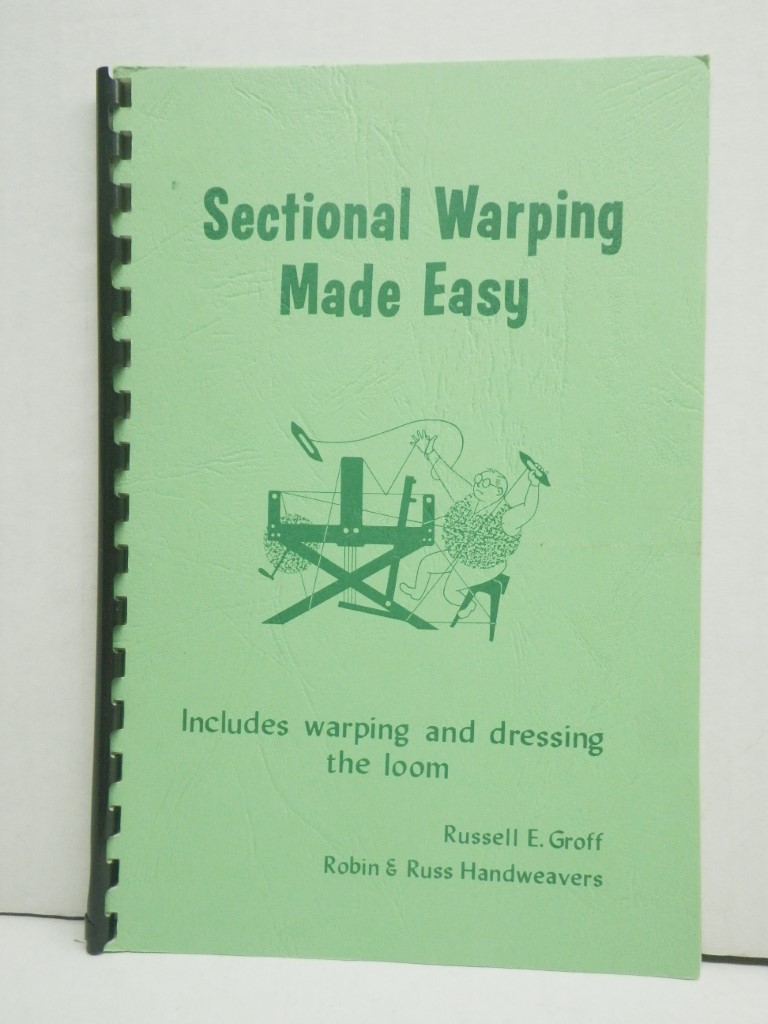 Sectional Warping
Made Easy
Includes warping and dressing
the loom
Russell E. Groff
Robin & Russ Handweavers